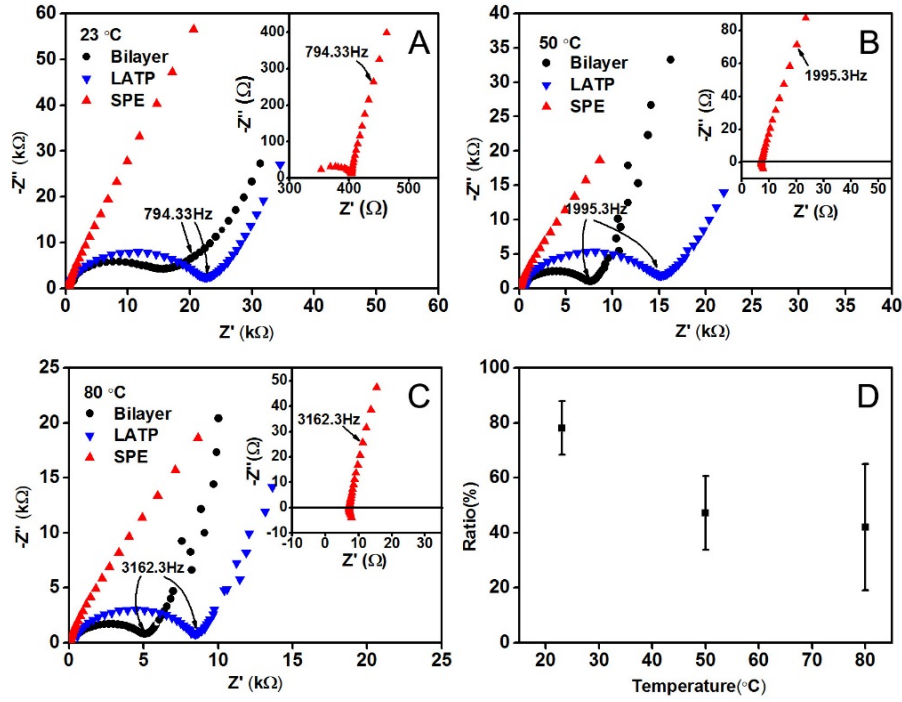 60
50
40
30
20
10
0
-Z'' (kΩ)
23 °C
Bilayer
LATP
SPE
794.33Hz
0 10 20 30 40 50 60
Z' (kΩ)
A
400
300
200
100
0
-Z'' (Ω)
794.33Hz
300 400 500
Z' (Ω)
40
35
30
25
20
15
10
5
0
-Z'' (kΩ)
50 °C
Bilayer
LATP
SPE
1995.3Hz
0 5 10 15 20 25 30 35 40
Z' (kΩ)
B
80
60
40
20
0
-Z'' (Ω)
1995.3Hz
0 10 20 30 40 50
Z' (Ω)
25
20
15
10
5
0
-Z'' (kΩ)
80 °C
Bilayer
LATP
SPE
3162.3Hz
0 5 10 15 20 25
Z' (kΩ)
C
50
40
30
20
10
0
-10
-Z'' (Ω)
3162.3Hz
-10 0 10 20 30
Z' (Ω)
100
80
60
40
20
0
Ratio(%)
D
20 30 40 50 60 70 80
Temperature(°C)